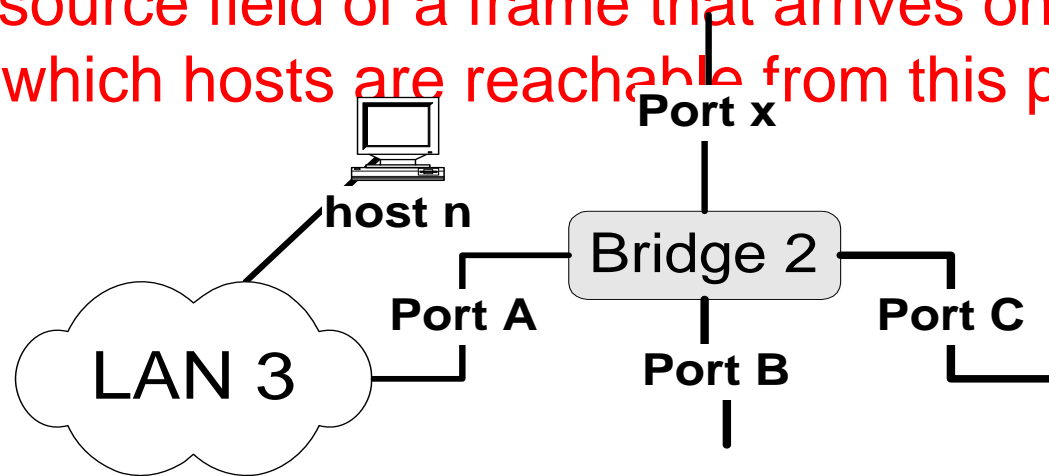 source field of a frame that arrives on
which hosts are reachable from this p
Port x
host n
Bridge 2
Port A
Port C
LAN 3
Port B